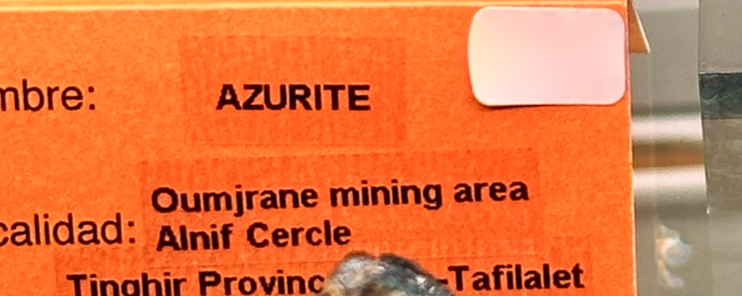 mbre: AZURITE
Oumjrane mining area
calidad: Alnif Cercle
Tinghir Provinc -Tafilalet